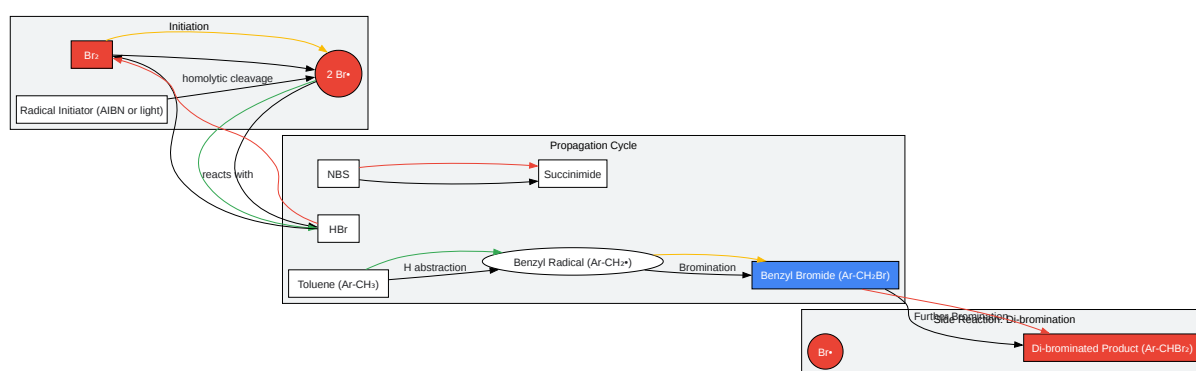 Initiation
Br₂
2 Br•
homolytic cleavage
Radical Initiator (AIBN or light)
Propagation Cycle
NBS
Succinimide
reacts with
HBr
Toluene (Ar-CH₃)
H abstraction
Benzyl Radical (Ar-CH₂•)
Bromination
Benzyl Bromide (Ar-CH₂Br)
Further Bromination
Side Reaction: Di-bromination
Br•
Di-brominated Product (Ar-CHBr₂)